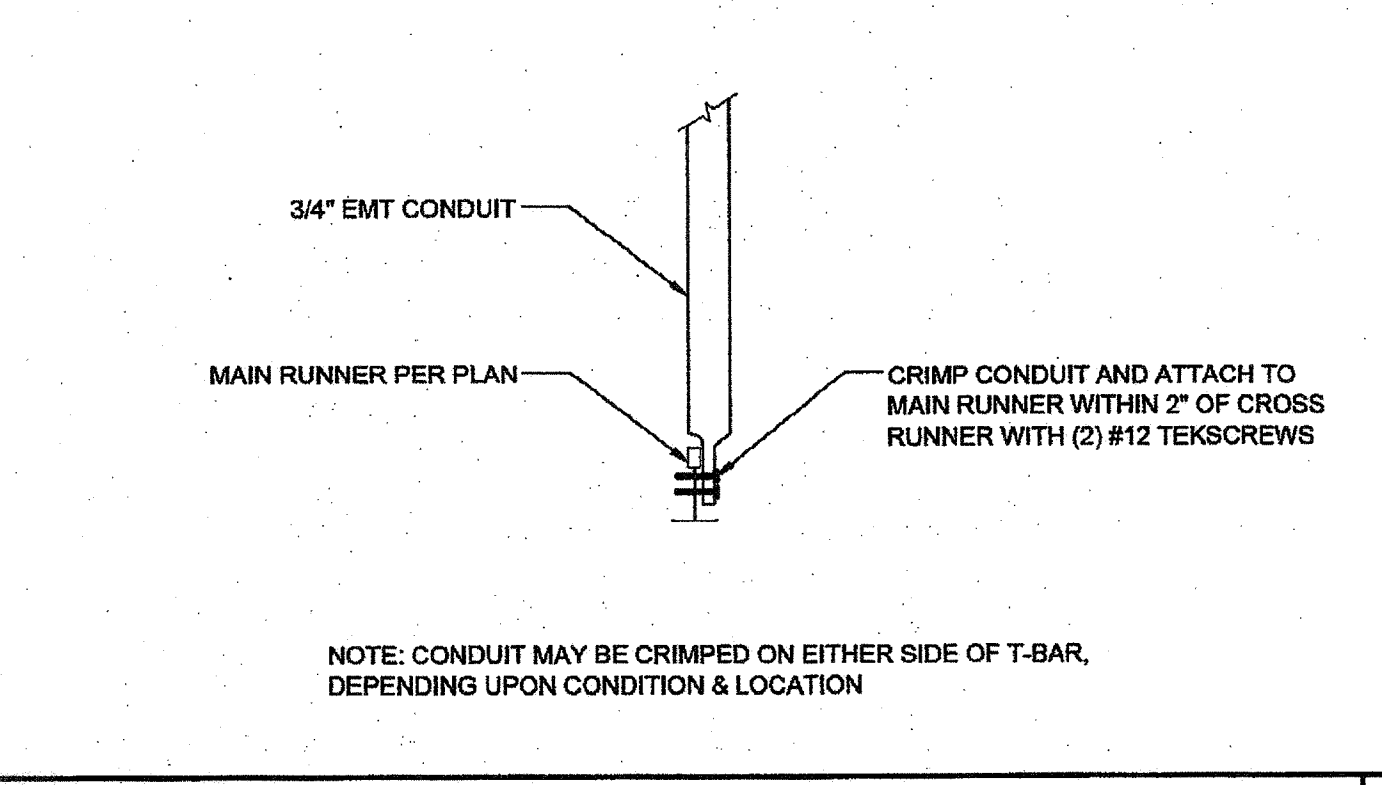 3/4" EMT CONDUIT
MAIN RUNNER PER PLAN
CRIMP CONDUIT AND ATTACH TO
MAIN RUNNER WITHIN 2" OF CROSS
RUNNER WITH (2) #12 TEKSCREWS
NOTE: CONDUIT MAY BE CRIMPED ON EITHER SIDE OF T-BAR,
DEPENDING UPON CONDITION & LOCATION